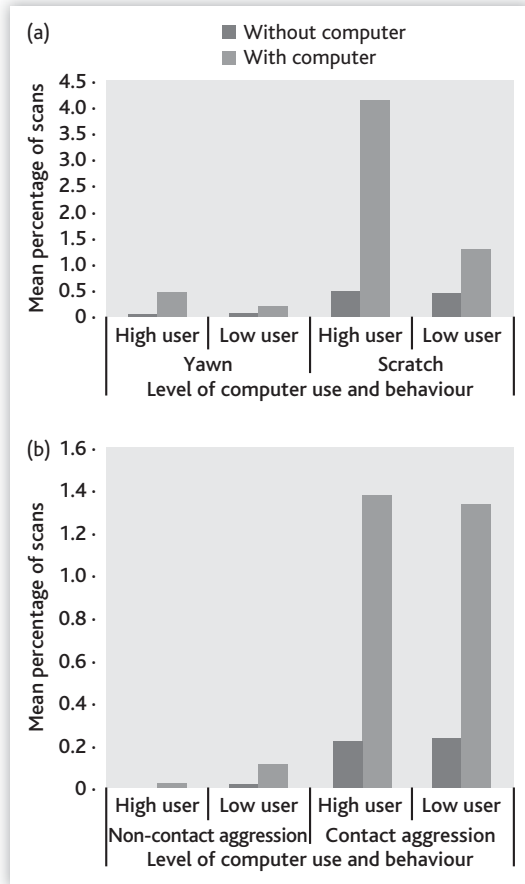 (a)
Without computer
With computer
Mean percentage of scans
4.5
4.0
3.5
3.0
2.5
2.0
1.5
1.0
0.5
0
High user Low user High user Low user
Yawn Scratch
Level of computer use and behaviour
(b)
Mean percentage of scans
1.6
1.4
1.2
1.0
0.8
0.6
0.4
0.2
0
High user Low user High user Low user
Non-contact aggression Contact aggression
Level of computer use and behaviour